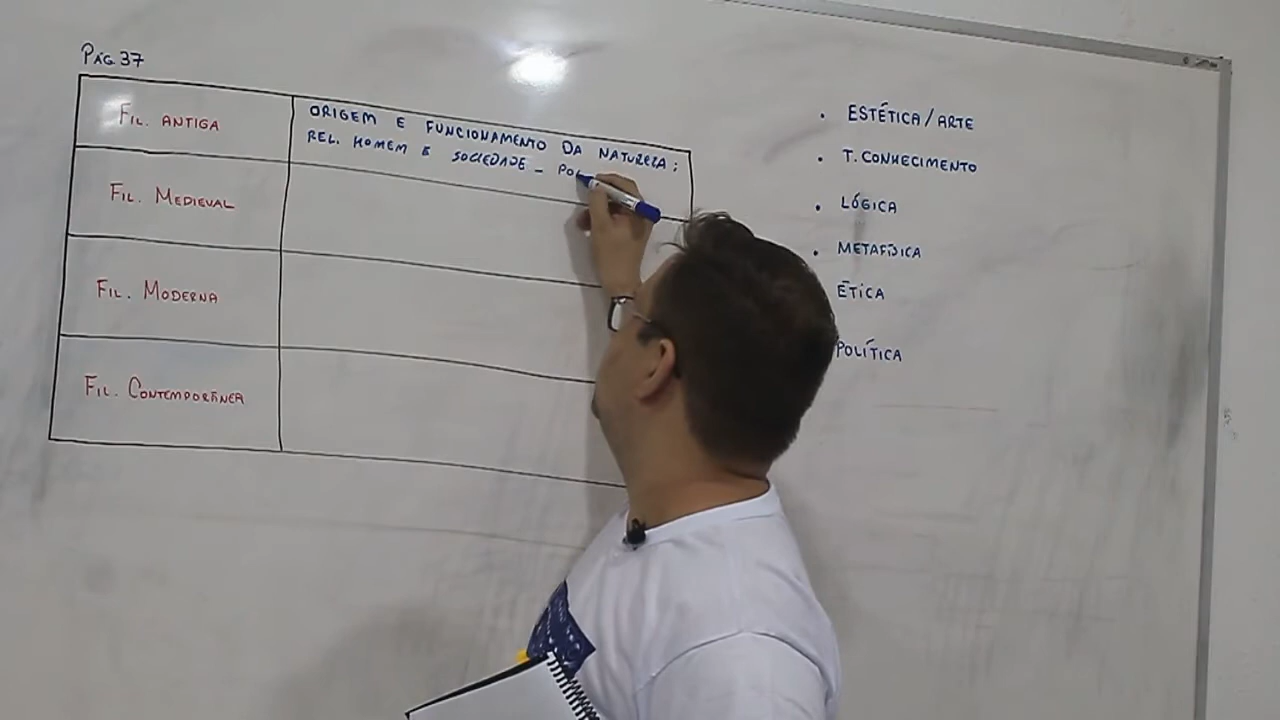 PÁG. 37
FIL. ANTIGA
ORIGEM E FUNCIONAMENTO DA NATUREZA;
REL. HOMEM E SOCIEDADE - POL
FIL. MEDIEVAL
FIL. MODERNA
FIL. CONTEMPORÂNEA
• ESTÉTICA/ARTE
• T. CONHECIMENTO
• LÓGICA
• METAFÍSICA
ÉTICA
POLÍTICA